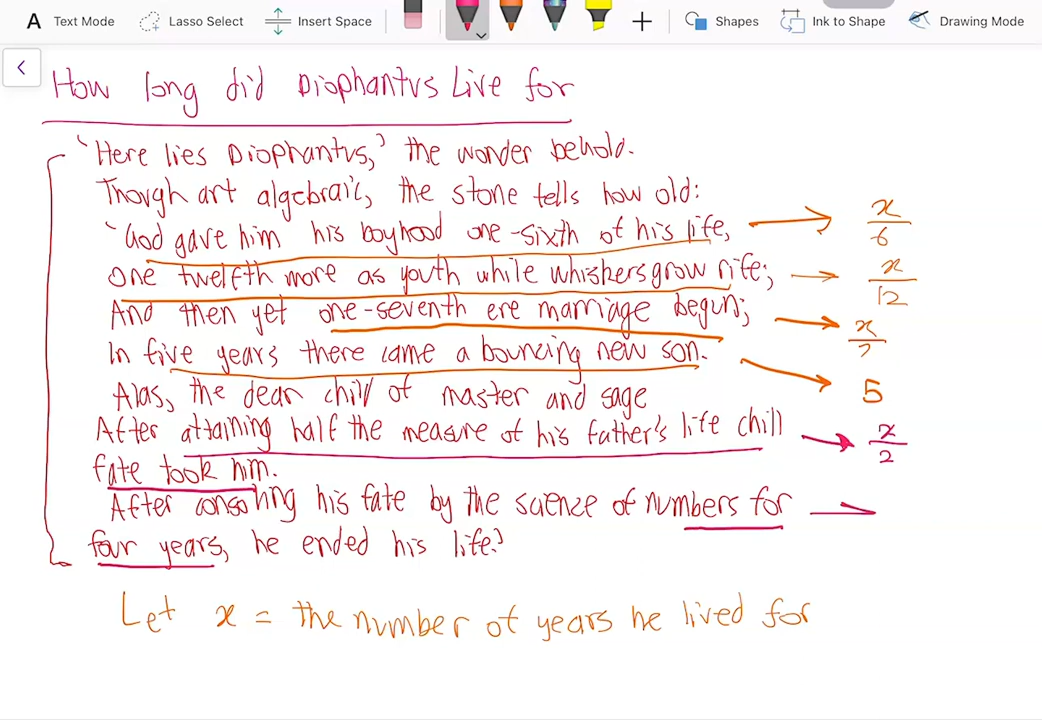 A Text Mode Lasso Select Insert Space Shapes Ink to Shape Drawing Mode
How long did Diophantus Live for
'Here lies Diophantus,' the wonder behold.
Through art algebraic, the stone tells how old:
'God gave him his boyhood one-sixth of his life, x/6
One twelfth more as youth while whiskers grow rife; x/12
And then yet one-seventh ere marriage begun; x/7
In five years there came a bouncing new son. 5
Alas, the dear child of master and sage
After attaining half the measure of his father's life chill x/2
fate took him.
After consoling his fate by the science of numbers for
four years, he ended his life.'
Let x = the number of years he lived for